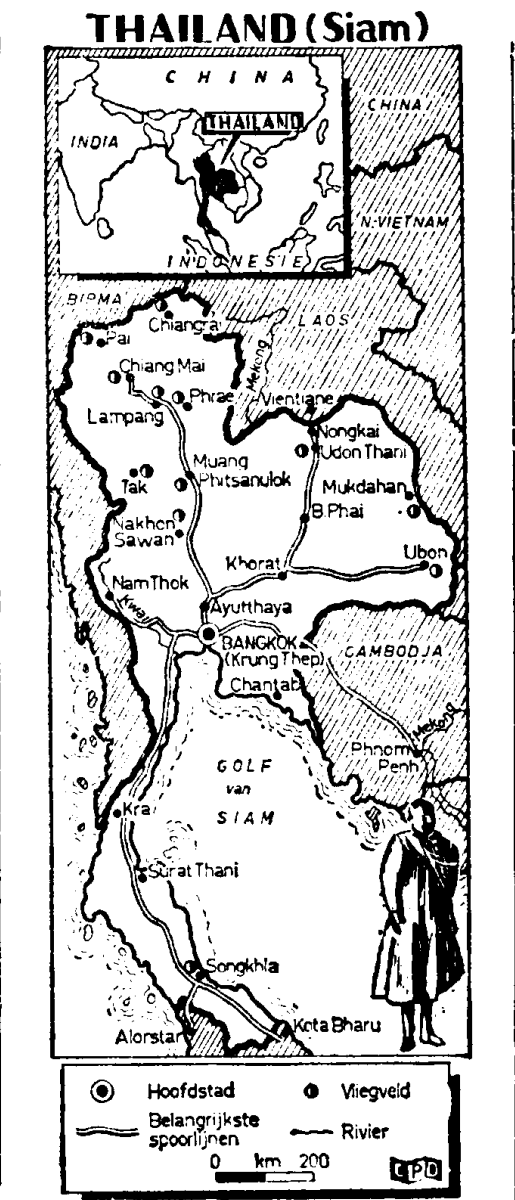 THAILAND (Siam)
CHINA
THAILAND
INDIA
INDONESIE
CHINA
N. VIETNAM
BIRMA
LAOS
Chiangrai
Pai
Mekong
Chiang Mai
Phrae
Vientiane
Lampang
Nongkai
Udon Thani
Muang
Phitsanulok
Tak
Mukdahan
Nakhon
Sawan
B.Phai
Khorat
Ubon
Nam Thok
Kwai
Ayutthaya
BANGKOK
(Krung Thep)
CAMBODJA
Chantab.
Mekong
Phnom
Penh
GOLF
van
SIAM
Kra
Surat Thani
Songkhla
Alorstar
Kota Bharu
Hoofdstad
Vliegveld
Belangrijkste
spoorlijnen
Rivier
0 km 200
CPD